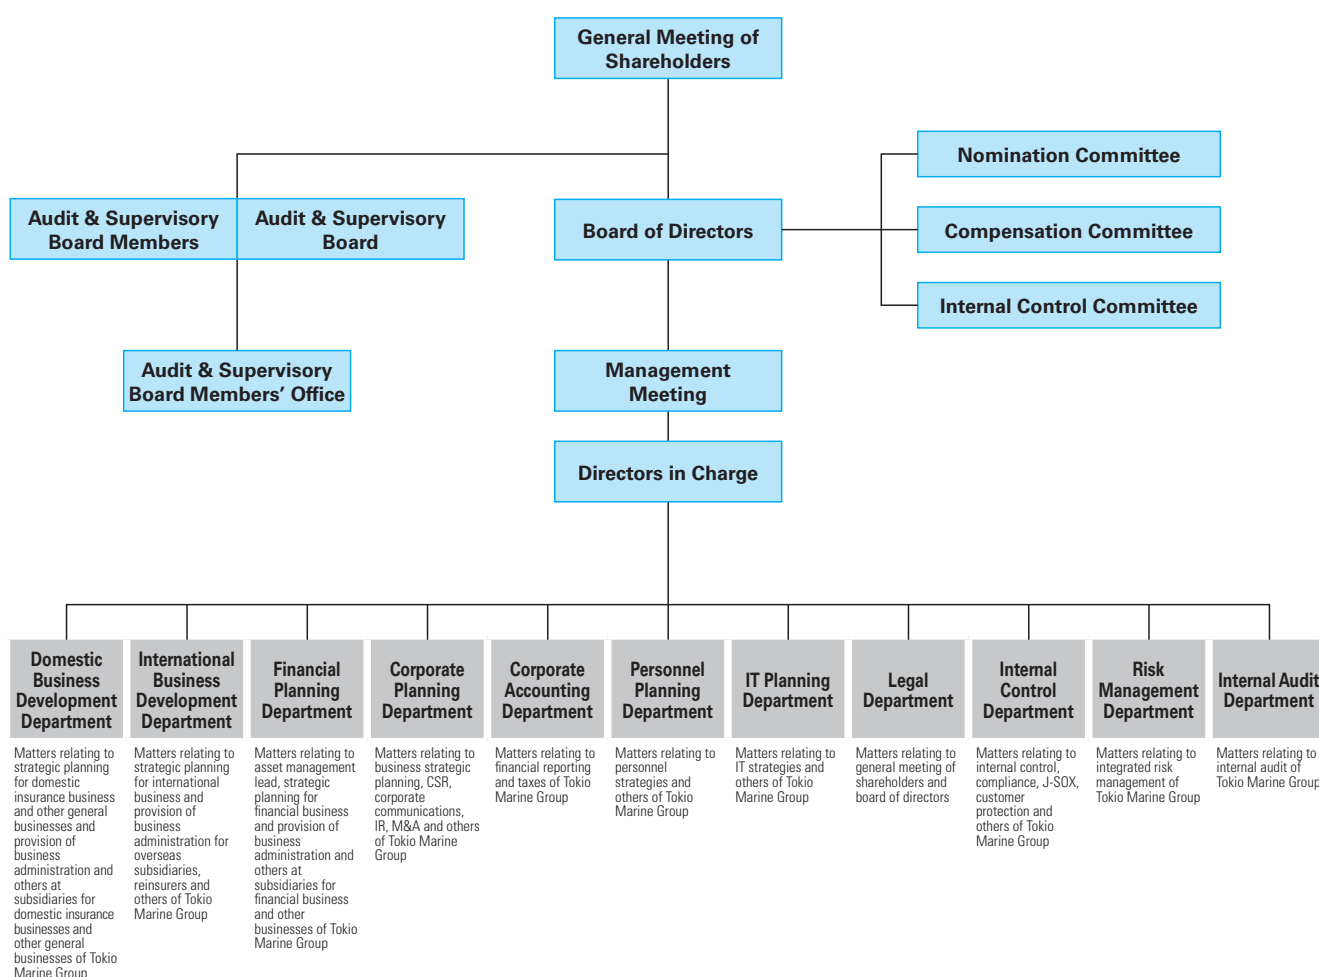 General Meeting of
Shareholders
Nomination Committee
Audit & Supervisory
Board Members
Audit & Supervisory
Board
Board of Directors
Compensation Committee
Internal Control Committee
Audit & Supervisory
Board Members’ Office
Management
Meeting
Directors in Charge
Domestic
Business
Development
Department
Matters relating to
strategic planning
for domestic
insurance business
and other general
businesses and
provision of
business
administration and
others at
subsidiaries for
domestic insurance
businesses and
other general
businesses of Tokio
Marine Group
International
Business
Development
Department
Matters relating to
strategic planning
for international
business and
provision of
business
administration for
overseas
subsidiaries,
reinsurers and
others of Tokio
Marine Group
Financial
Planning
Department
Matters relating to
asset management
lead, strategic
planning for
financial business
and provision of
business
administration and
others at
subsidiaries for
financial business
and other
businesses of Tokio
Marine Group
Corporate
Planning
Department
Matters relating to
business strategic
planning, CSR,
corporate
communications,
IR, M&A and others
of Tokio Marine
Group
Corporate
Accounting
Department
Matters relating to
financial reporting
and taxes of Tokio
Marine Group
Personnel
Planning
Department
Matters relating to
personnel
strategies and
others of Tokio
Marine Group
IT Planning
Department
Matters relating to
IT strategies and
others of Tokio
Marine Group
Legal
Department
Matters relating to
general meeting of
shareholders and
board of directors
Internal
Control
Department
Matters relating to
internal control,
compliance, J-SOX,
customer
protection and
others of Tokio
Marine Group
Risk
Management
Department
Matters relating to
integrated risk
management of
Tokio Marine Group
Internal Audit
Department
Matters relating to
internal audit of
Tokio Marine Group